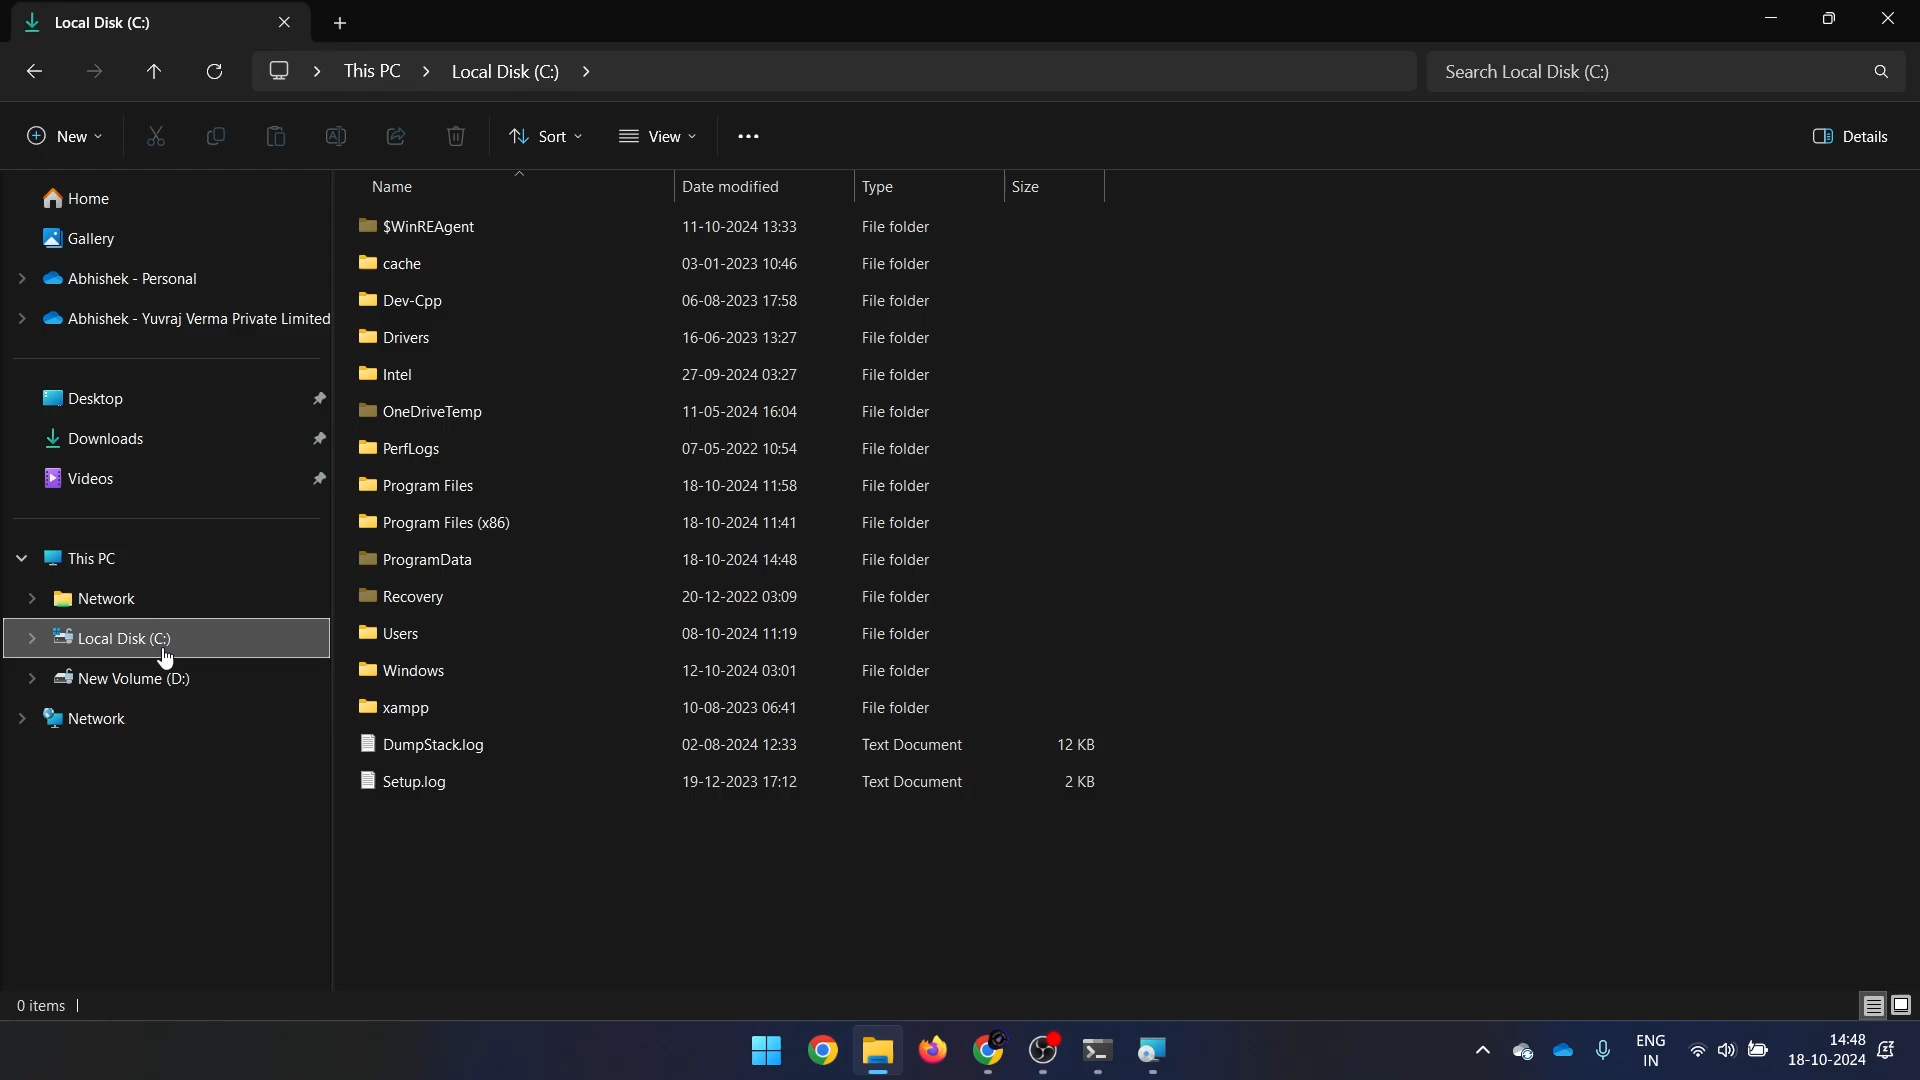 Local Disk (C:)
This PC > Local Disk (C:) >
Search Local Disk (C:)
New
Sort
View
Details
Home
Gallery
Abhishek - Personal
Abhishek - Yuvraj Verma Private Limited
Desktop
Downloads
Videos
This PC
Network
Local Disk (C:)
New Volume (D:)
Network
Name Date modified Type Size
$WinREAgent 11-10-2024 13:33 File folder
cache 03-01-2023 10:46 File folder
Dev-Cpp 06-08-2023 17:58 File folder
Drivers 16-06-2023 13:27 File folder
Intel 27-09-2024 03:27 File folder
OneDriveTemp 11-05-2024 16:04 File folder
PerfLogs 07-05-2022 10:54 File folder
Program Files 18-10-2024 11:58 File folder
Program Files (x86) 18-10-2024 11:41 File folder
ProgramData 18-10-2024 14:48 File folder
Recovery 20-12-2022 03:09 File folder
Users 08-10-2024 11:19 File folder
Windows 12-10-2024 03:01 File folder
xampp 10-08-2023 06:41 File folder
DumpStack.log 02-08-2024 12:33 Text Document 12 KB
Setup.log 19-12-2023 17:12 Text Document 2 KB
0 items
ENG
IN
14:48
18-10-2024